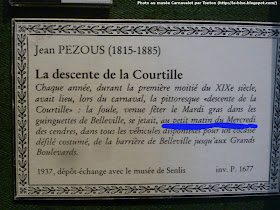 Photo au musée Carnavalet par Tootoo (http://ix-blue.blogspot.com/)
Jean PEZOUS (1815-1885)
La descente de la Courtille
Chaque année, durant la première moitié du XIXe siècle,
avait lieu, lors du carnaval, la pittoresque «descente de
la Courtille» : la foule, venue fêter le Mardi gras dans les
guinguettes de Belleville, se jetait, au petit matin du Mercredi
des cendres, dans tous les véhicules disponibles pour un cocasse
défilé costumé, de la barrière de Belleville jusqu'aux Grands
Boulevards.
1937, dépôt-échange avec le musée de Senlis inv. P. 1677